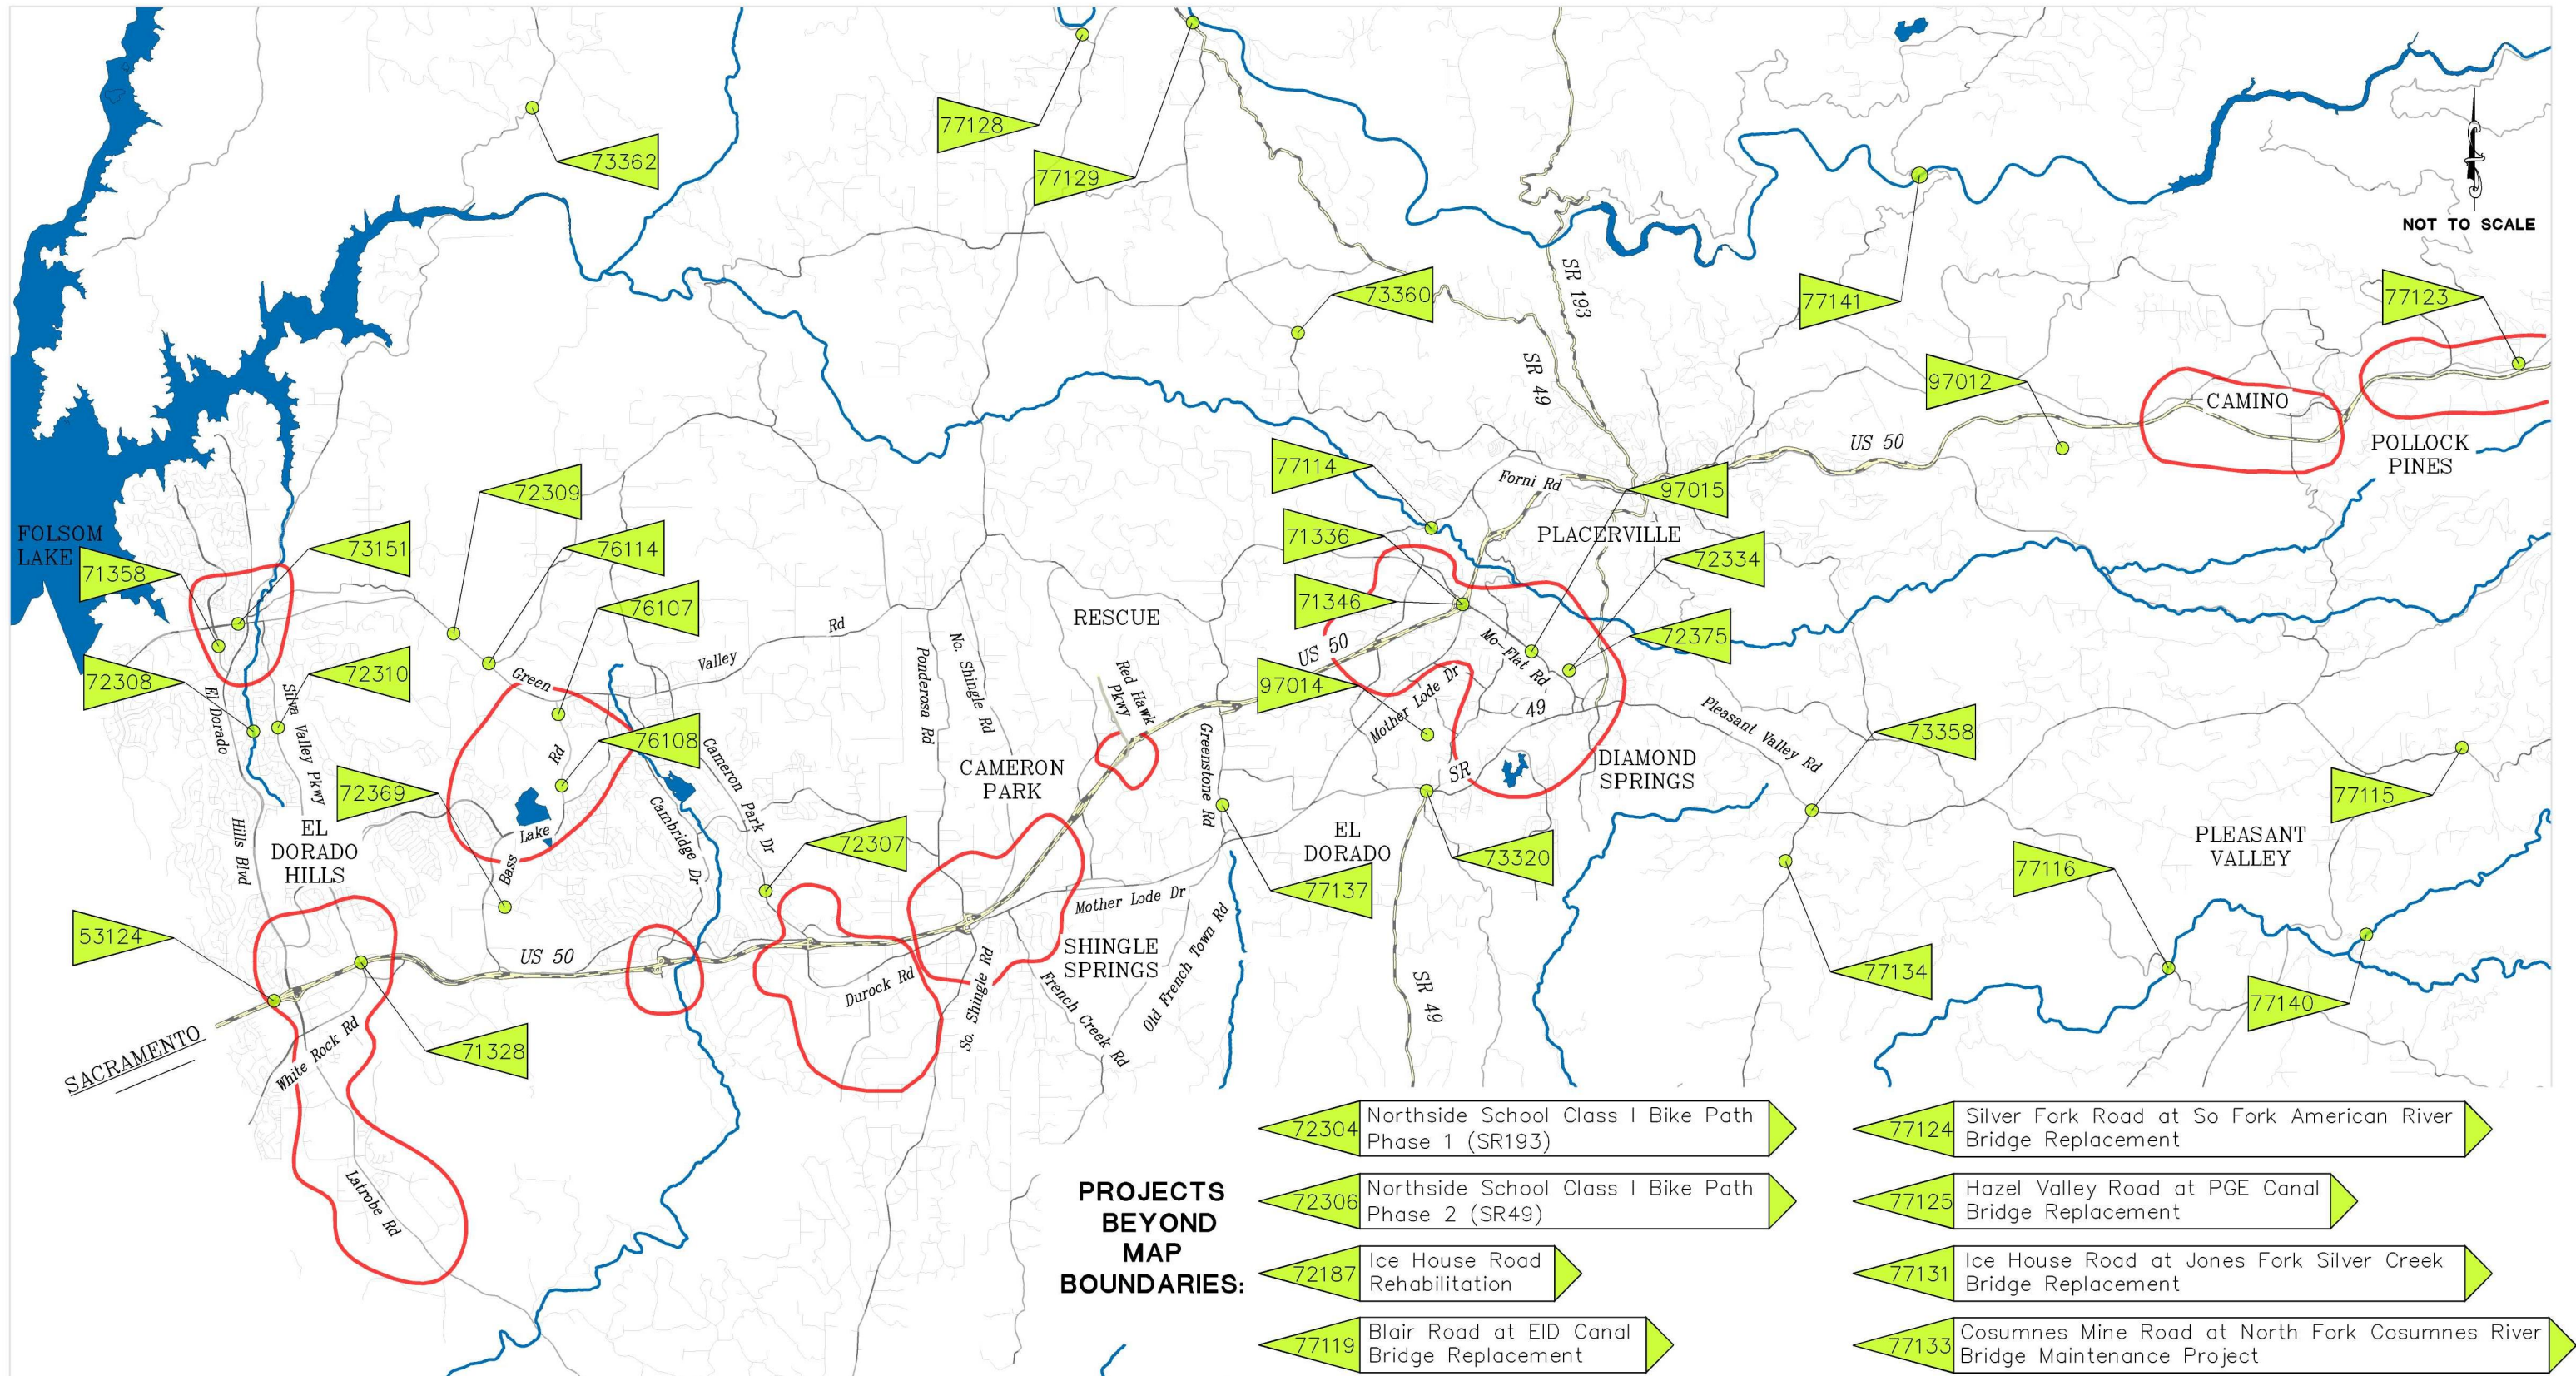 77128
77129
73362
NOT TO SCALE
SR 193
73360
77141
77123
SR 49
97012
CAMINO
US 50
POLLOCK
PINES
77114
Forni Rd
97015
72309
FOLSOM
LAKE
73151
76114
71336
PLACERVILLE
71358
72334
76107
71346
RESCUE
Rd
72375
Mo-Flat Rd
No. Shingle Rd
Ponderosa Rd
US 50
Valley
72308
72310
Green
Red Hawk
Pkwy
97014
Mother Lode Dr
49
Pleasant Valley Rd
El Dorado
Silva Valley Pkwy
76108
Rd
Cameron Park Dr
Greenstone Rd
73358
CAMERON
PARK
SR
DIAMOND
SPRINGS
72369
77115
Hills Blvd
EL
DORADO
HILLS
Lake
Bass
Cambridge Dr
72307
EL
DORADO
PLEASANT
VALLEY
73320
77116
77137
Mother Lode Dr
53124
US 50
SHINGLE
SPRINGS
Old French Town Rd
77134
Durock Rd
So. Shingle Rd
French Creek Rd
SR 49
77140
SACRAMENTO
White Rock Rd
71328
Latrobe Rd
PROJECTS
BEYOND
MAP
BOUNDARIES:
72304
Northside School Class I Bike Path
Phase 1 (SR193)
72306
Northside School Class I Bike Path
Phase 2 (SR49)
72187
Ice House Road
Rehabilitation
77119
Blair Road at EID Canal
Bridge Replacement
77124
Silver Fork Road at So Fork American River
Bridge Replacement
77125
Hazel Valley Road at PGE Canal
Bridge Replacement
77131
Ice House Road at Jones Fork Silver Creek
Bridge Replacement
77133
Cosumnes Mine Road at North Fork Cosumnes River
Bridge Maintenance Project